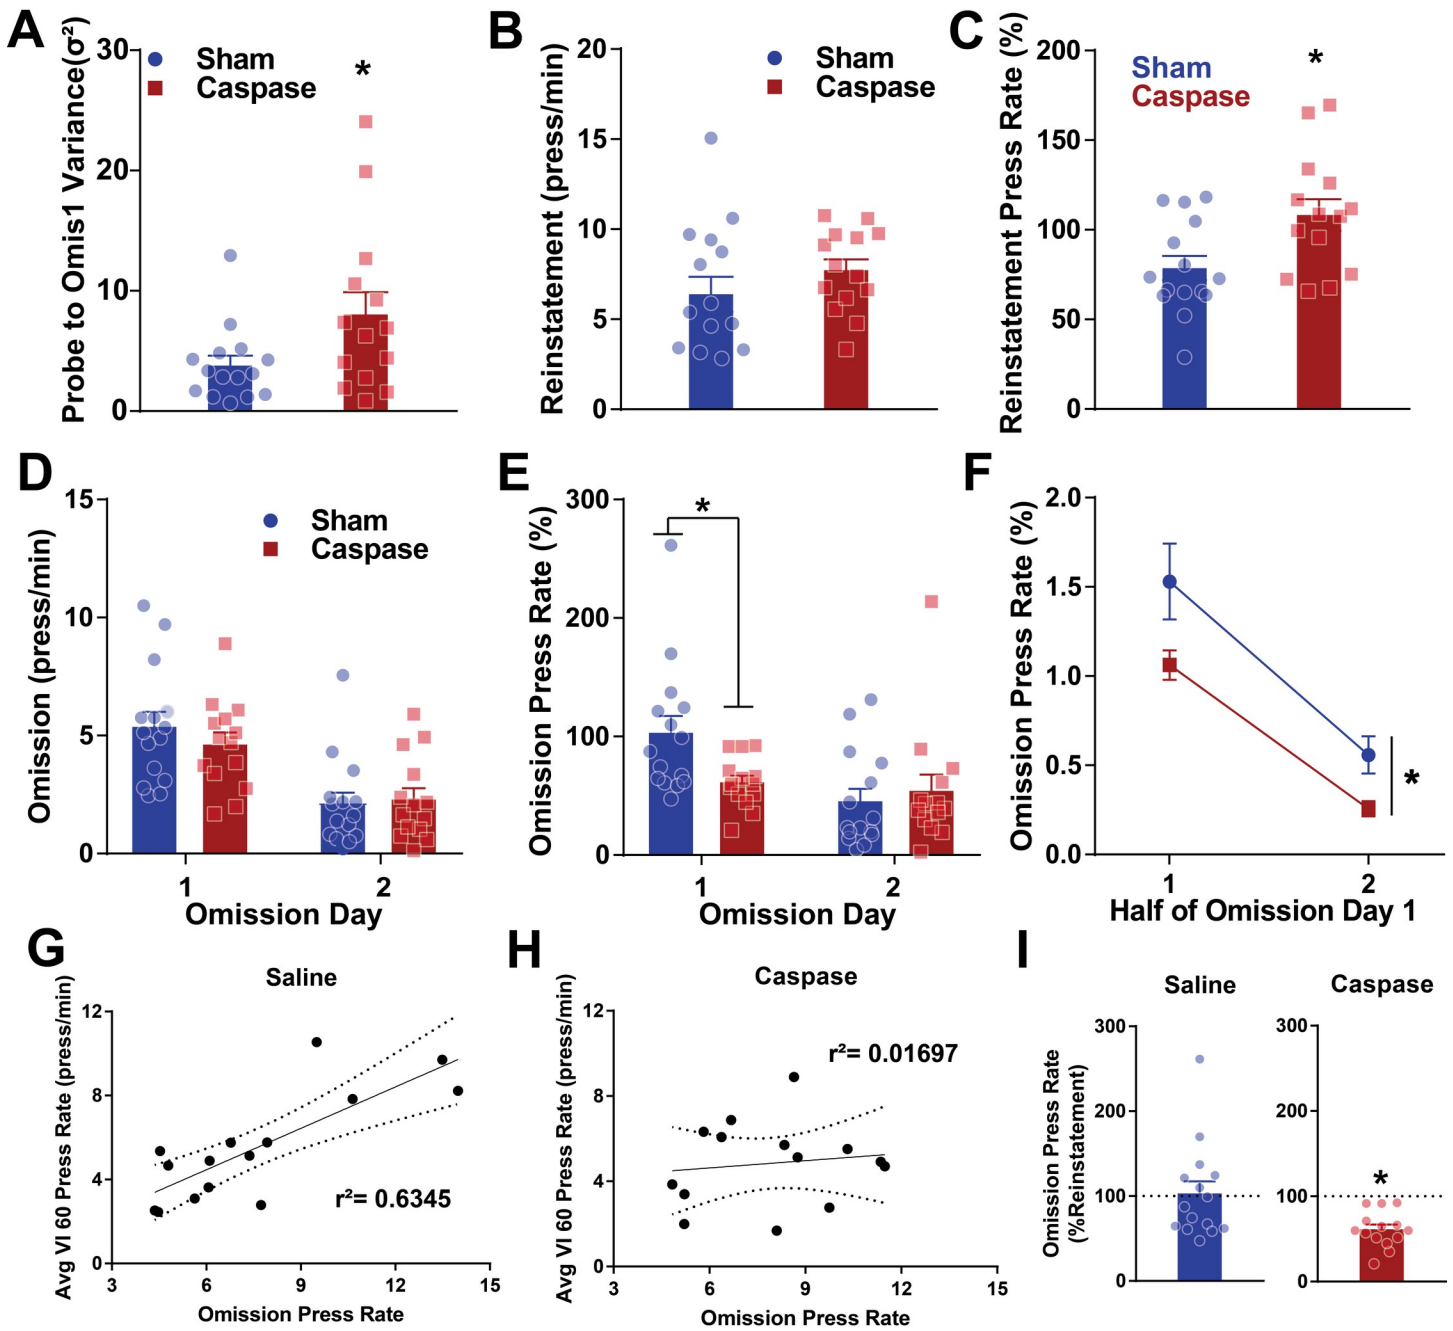 A
Probe to Omis1 Variance(σ²)
30
20
10
0
Sham
Caspase
*
B
Reinstatement (press/min)
20
15
10
5
0
Sham
Caspase
C
Reinstatement Press Rate (%)
200
150
100
50
0
Sham
Caspase
*
D
Omission (press/min)
15
10
5
0
Sham
Caspase
1
2
Omission Day
E
Omission Press Rate (%)
300
200
100
0
*
1
2
Omission Day
F
Omission Press Rate (%)
2.0
1.5
1.0
0.5
0.0
*
1
2
Half of Omission Day 1
G
Saline
Avg VI 60 Press Rate (press/min)
12
8
4
0
r²= 0.6345
3
6
9
12
15
Omission Press Rate
H
Caspase
Avg VI 60 Press Rate (press/min)
12
8
4
0
r²= 0.01697
3
6
9
12
15
Omission Press Rate
I
Saline
Omission Press Rate
(%Reinstatement)
300
200
100
0
Caspase
300
200
100
0
*